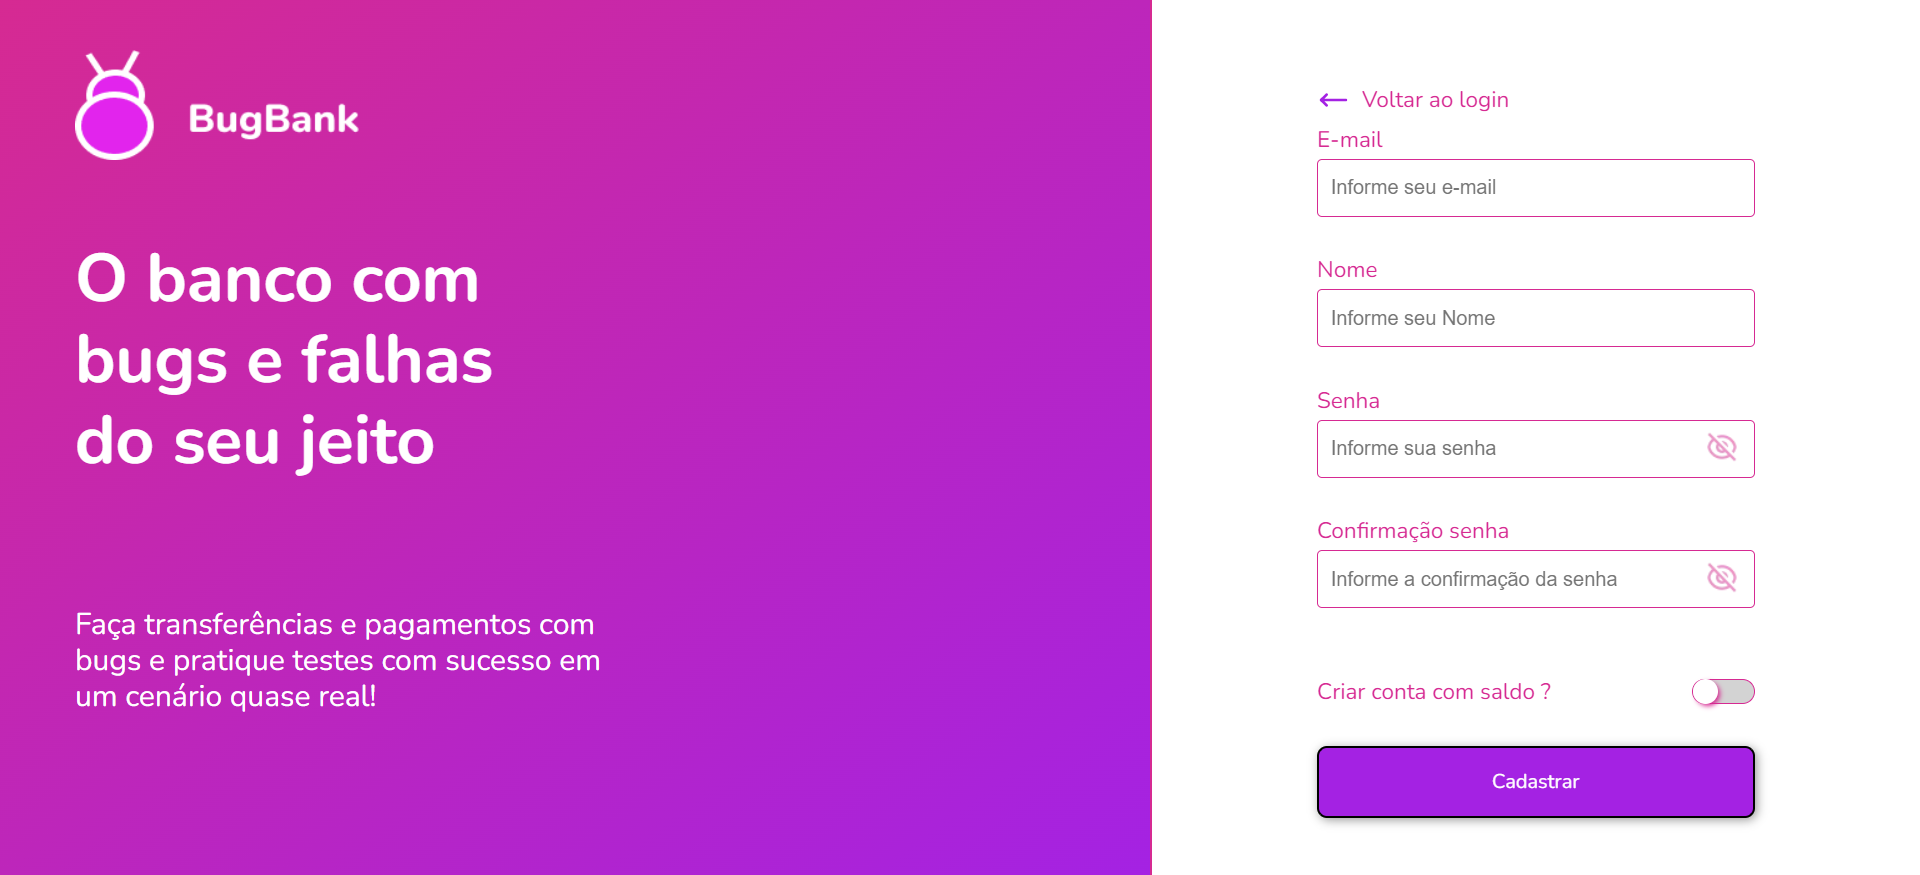 BugBank
O banco com
bugs e falhas
do seu jeito
Faça transferências e pagamentos com
bugs e pratique testes com sucesso em
um cenário quase real!
Voltar ao login
E-mail
Informe seu e-mail
Nome
Informe seu Nome
Senha
Informe sua senha
Confirmação senha
Informe a confirmação da senha
Criar conta com saldo ?
Cadastrar